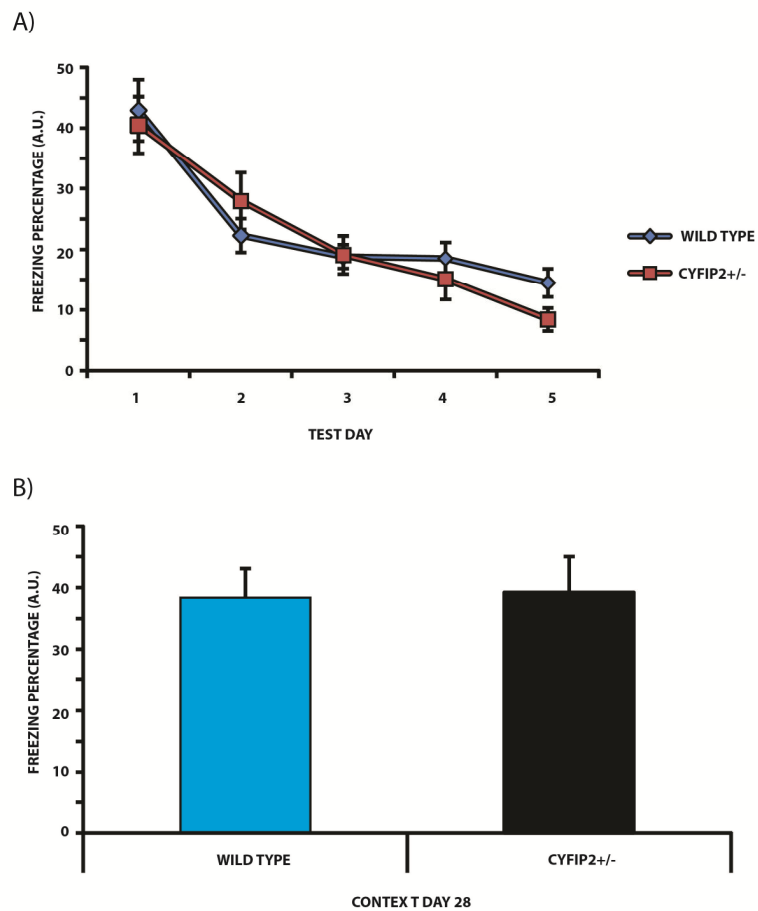 A)
FREEZING PERCENTAGE (A.U.)
50
40
30
20
10
0
1 2 3 4 5
TEST DAY
WILD TYPE
CYFIP2+/-
B)
FREEZING PERCENTAGE (A.U.)
50
40
30
20
10
0
WILD TYPE CYFIP2+/-
CONTEX T DAY 28